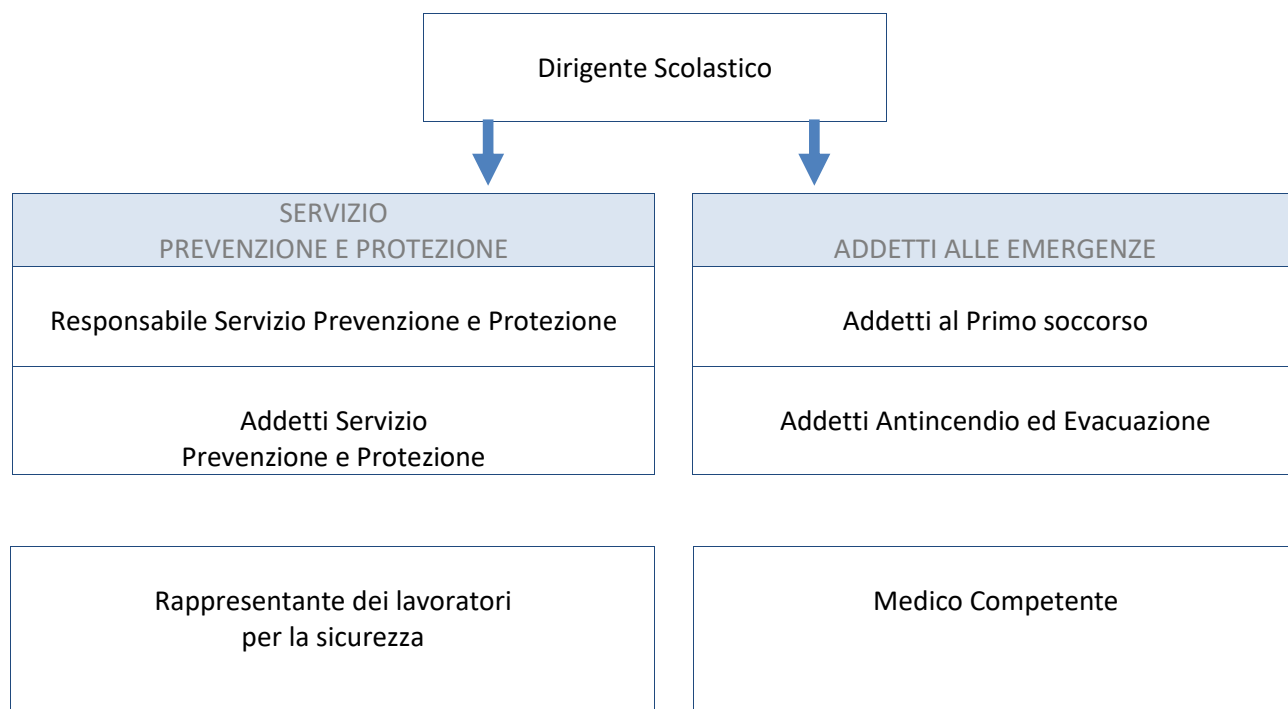 Dirigente Scolastico
SERVIZIO
PREVENZIONE E PROTEZIONE
Responsabile Servizio Prevenzione e Protezione
Addetti Servizio
Prevenzione e Protezione
ADDETTI ALLE EMERGENZE
Addetti al Primo soccorso
Addetti Antincendio ed Evacuazione
Rappresentante dei lavoratori
per la sicurezza
Medico Competente